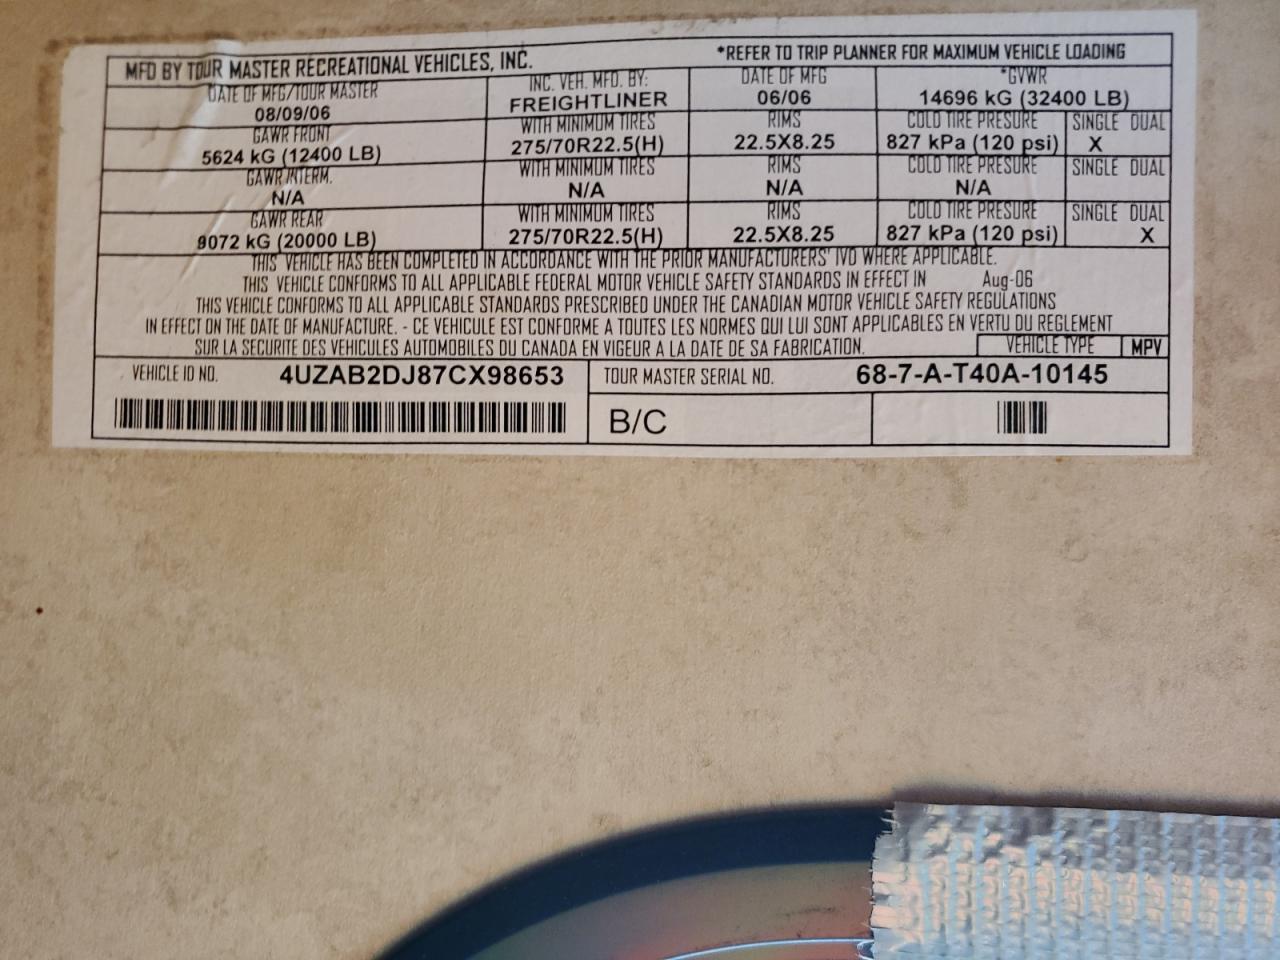 MFD BY TOUR MASTER RECREATIONAL VEHICLES, INC. *REFER TO TRIP PLANNER FOR MAXIMUM VEHICLE LOADING
DATE OF MFG/TOUR MASTER INC. VEH. MFD. BY: DATE OF MFG *GVWR
08/09/06 FREIGHTLINER 06/06 14696 kG (32400 LB)
GAWR FRONT WITH MINIMUM TIRES RIMS COLD TIRE PRESURE SINGLE DUAL
5624 kG (12400 LB) 275/70R22.5(H) 22.5X8.25 827 kPa (120 psi) X
GAWR INTERM. WITH MINIMUM TIRES RIMS COLD TIRE PRESURE SINGLE DUAL
N/A N/A N/A N/A
GAWR REAR WITH MINIMUM TIRES RIMS COLD TIRE PRESURE SINGLE DUAL
9072 kG (20000 LB) 275/70R22.5(H) 22.5X8.25 827 kPa (120 psi) X
THIS VEHICLE HAS BEEN COMPLETED IN ACCORDANCE WITH THE PRIOR MANUFACTURERS' IVD WHERE APPLICABLE.
THIS VEHICLE CONFORMS TO ALL APPLICABLE FEDERAL MOTOR VEHICLE SAFETY STANDARDS IN EFFECT IN Aug-06
THIS VEHICLE CONFORMS TO ALL APPLICABLE STANDARDS PRESCRIBED UNDER THE CANADIAN MOTOR VEHICLE SAFETY REGULATIONS
IN EFFECT ON THE DATE OF MANUFACTURE. - CE VEHICULE EST CONFORME A TOUTES LES NORMES QUI LUI SONT APPLICABLES EN VERTU DU REGLEMENT
SUR LA SECURITE DES VEHICULES AUTOMOBILES DU CANADA EN VIGEUR A LA DATE DE SA FABRICATION. VEHICLE TYPE MPV
VEHICLE ID NO. 4UZAB2DJ87CX98653 TOUR MASTER SERIAL NO. 68-7-A-T40A-10145
B/C